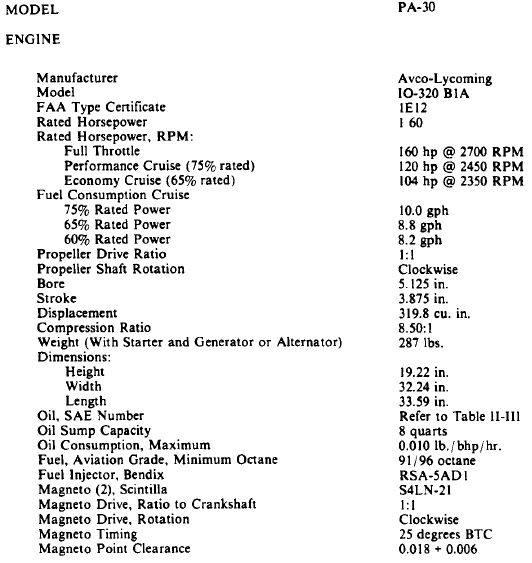 MODEL PA-30
ENGINE
Manufacturer Avco-Lycoming
Model IO-320 B1A
FAA Type Certificate 1E12
Rated Horsepower 160
Rated Horsepower, RPM:
Full Throttle 160 hp @ 2700 RPM
Performance Cruise (75% rated) 120 hp @ 2450 RPM
Economy Cruise (65% rated) 104 hp @ 2350 RPM
Fuel Consumption Cruise
75% Rated Power 10.0 gph
65% Rated Power 8.8 gph
60% Rated Power 8.2 gph
Propeller Drive Ratio 1:1
Propeller Shaft Rotation Clockwise
Bore 5.125 in.
Stroke 3.875 in.
Displacement 319.8 cu. in.
Compression Ratio 8.50:1
Weight (With Starter and Generator or Alternator) 287 lbs.
Dimensions:
Height 19.22 in.
Width 32.24 in.
Length 33.59 in.
Oil, SAE Number Refer to Table II-III
Oil Sump Capacity 8 quarts
Oil Consumption, Maximum 0.010 lb./bhp/hr.
Fuel, Aviation Grade, Minimum Octane 91/96 octane
Fuel Injector, Bendix RSA-5AD1
Magneto (2), Scintilla S4LN-21
Magneto Drive, Ratio to Crankshaft 1:1
Magneto Drive, Rotation Clockwise
Magneto Timing 25 degrees BTC
Magneto Point Clearance 0.018 + 0.006